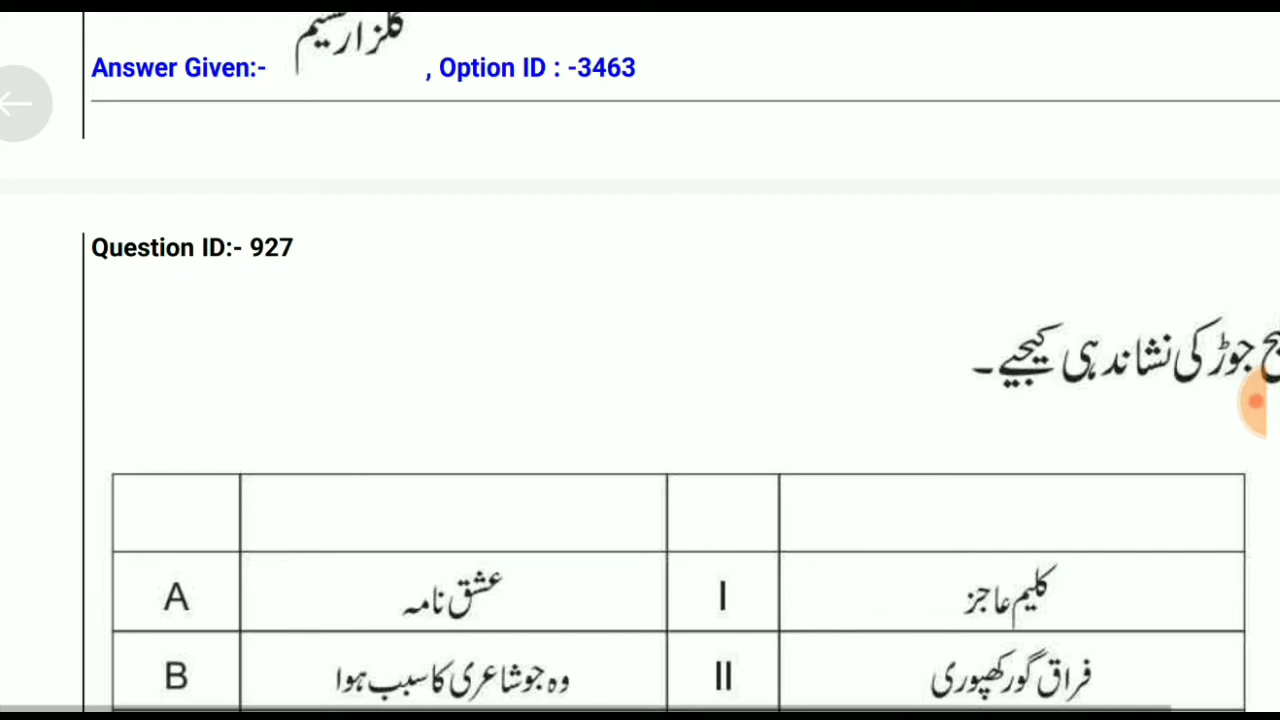 گلزار نسیم
Answer Given:- , Option ID : -3463
Question ID:- 927
جوڑ کی نشاندہی کیجیے۔
A عشق نامہ I کلیم عاجز
B وہ جو شاعری کا سبب ہوا II فراق گورکھپوری